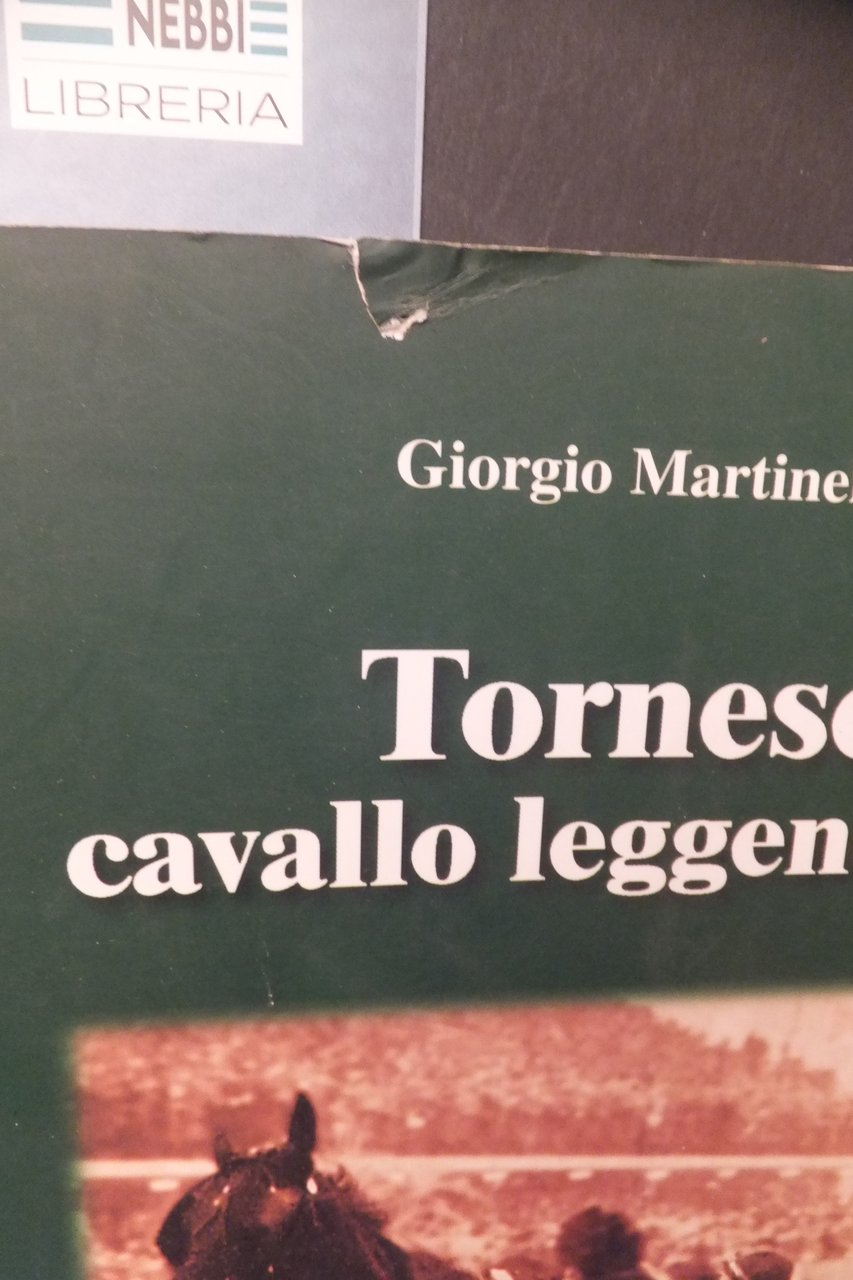 NEBBI
LIBRERIA
Giorgio Martine
Tornes
cavallo leggen